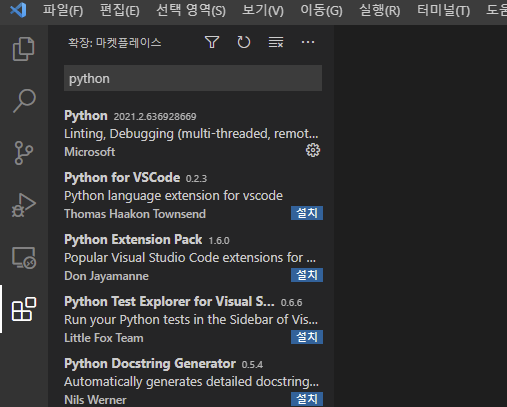 파일(F) 편집(E) 선택 영역(S) 보기(V) 이동(G) 실행(R) 터미널(T) 도움
확장: 마켓플레이스
python
Python 2021.2.636928669
Linting, Debugging (multi-threaded, remot...
Microsoft
Python for VSCode 0.2.3
Python language extension for vscode
Thomas Haakon Townsend 설치
Python Extension Pack 1.6.0
Popular Visual Studio Code extensions for ...
Don Jayamanne 설치
Python Test Explorer for Visual S... 0.6.6
Run your Python tests in the Sidebar of Vis...
Little Fox Team 설치
Python Docstring Generator 0.5.4
Automatically generates detailed docstring...
Nils Werner 설치